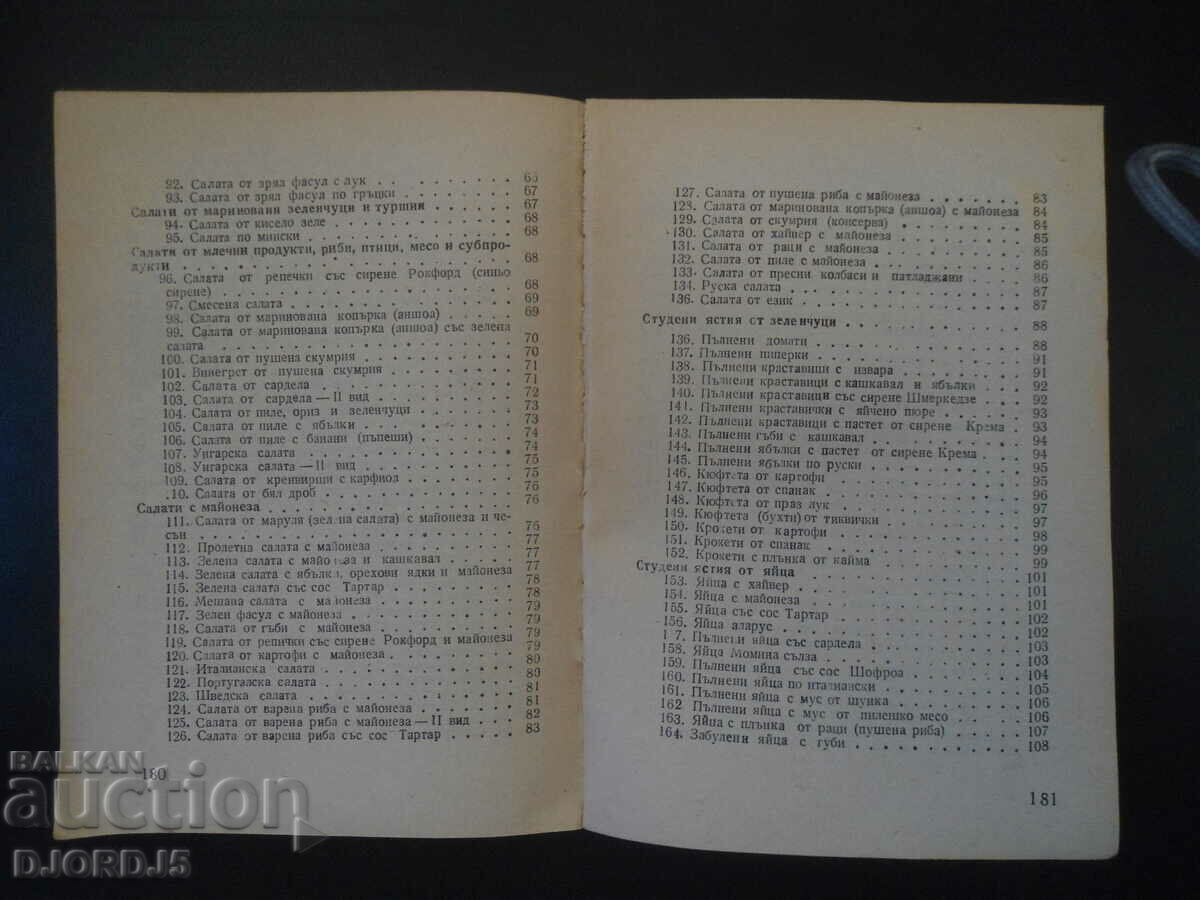 92. Салата от зрял фасул с лук . . . . . . . . . 66
93. Салата от зрял фасул по гръцки . . . . . . . 67
Салати от мариновани зеленчуци и туршии . . . . . . 67
94. Салата от кисело зеле . . . . . . . . . . . 68
95. Салата по мински . . . . . . . . . . . . . 68
Салати от млечни продукти, риби, птици, месо и субпро-
дукти . . . . . . . . . . . . . . . . . . 68
96. Салата от репечки със сирене Рокфорд (синьо
сирене) . . . . . . . . . . . . . . . . . 68
97. Смесена салата . . . . . . . . . . . . . . 69
98. Салата от маринована копърка (аншоа) . . . . . 69
99. Салата от маринована копърка (аншоа) със зелена
салата . . . . . . . . . . . . . . . . . 70
100. Салата от пушена скумрия . . . . . . . . . . 70
101. Винегрет от пушена скумрия . . . . . . . . . 71
102. Салата от сардела . . . . . . . . . . . . . 71
103. Салата от сардела — II вид . . . . . . . . . 72
104. Салата от пиле, ориз и зеленчуци . . . . . . . 73
105. Салата от пиле с ябълки . . . . . . . . . . 73
106. Салата от пиле с банани (пъпеши) . . . . . . . 74
107. Унгарска салата . . . . . . . . . . . . . 74
108. Унгарска салата — II вид . . . . . . . . . . 75
109. Салата от кренвирши с карфиол . . . . . . . . 75
10. Салата от бял дроб . . . . . . . . . . . . 76
Салати с майонеза . . . . . . . . . . . . . . 76
111. Салата от маруля (зелена салата) с майонеза и че-
сън . . . . . . . . . . . . . . . . . . 76
112. Пролетна салата с майонеза . . . . . . . . . 77
113. Зелена салата с майонеза и кашкавал . . . . . . 77
114. Зелена салата с ябълки, орехови ядки и майонеза 77
115. Зелена салата със сос Тартар . . . . . . . . 78
116. Мешана салата с майонеза . . . . . . . . . . 78
117. Зелен фасул с майонеза . . . . . . . . . . . 79
118. Салата от гъби с майонеза . . . . . . . . . . 79
119. Салата от репички със сирене Рокфорд и майонеза 79
120. Салата от картофи с майонеза . . . . . . . . 79
121. Италианска салата . . . . . . . . . . . . . 80
122. Португалска салата . . . . . . . . . . . . 80
123. Шведска салата . . . . . . . . . . . . . . 81
124. Салата от варена риба с майонеза . . . . . . . 81
125. Салата от варена риба с майонеза — II вид . . . 82
126. Салата от варена риба със сос Тартар . . . . . 83
180
127. Салата от пушена риба с майонеза . . . . . . . 83
128. Салата от маринована копърка (аншоа) с майонеза 84
129. Салата от скумрия (консерва) . . . . . . . . 84
130. Салата от хайвер с майонеза . . . . . . . . . 85
131. Салата от раци с майонеза . . . . . . . . . . 85
132. Салата от пиле с майонеза . . . . . . . . . . 86
133. Салата от пресни колбаси и патладжани . . . . . 86
134. Руска салата . . . . . . . . . . . . . . . 87
136. Салата от език . . . . . . . . . . . . . . 87
Студени ястия от зеленчуци . . . . . . . . . . . 88
136. Пълнени домати . . . . . . . . . . . . . . 88
137. Пълнени пиперки . . . . . . . . . . . . . . 91
138. Пълнени краставици с извара . . . . . . . . . 91
139. Пълнени краставици с кашкавал и ябълки . . . . 92
140. Пълнени краставици със сирене Шмеркедзе . . . . 92
141. Пълнени краставички с яйчено пюре . . . . . . 93
142. Пълнени краставици с пастет от сирене Крема . . 93
143. Пълнени гъби с кашкавал . . . . . . . . . . 94
144. Пълнени ябълки с пастет от сирене Крема . . . . 94
145. Пълнени ябълки по руски . . . . . . . . . . 95
146. Кюфтета от картофи . . . . . . . . . . . . 95
147. Кюфтета от спанак . . . . . . . . . . . . . 96
148. Кюфтета от праз лук . . . . . . . . . . . . 97
149. Кюфтета (бухти) от тиквички . . . . . . . . . 97
150. Крокети от картофи . . . . . . . . . . . . 98
151. Крокети от спанак . . . . . . . . . . . . . 99
152. Крокети с плънка от кайма . . . . . . . . . . 99
Студени ястия от яйца . . . . . . . . . . . . 101
153. Яйца с хайвер . . . . . . . . . . . . . . 101
154. Яйца с майонеза . . . . . . . . . . . . . 101
155. Яйца със сос Тартар . . . . . . . . . . . . 102
156. Яйца аларус . . . . . . . . . . . . . . . 102
1 7. Пълнени яйца със сардела . . . . . . . . . . 103
158. Яйца Момина сълза . . . . . . . . . . . . . 103
159. Пълнени яйца със сос Шофроа . . . . . . . . . 104
160. Пълнени яйца по италиански . . . . . . . . . 105
161. Пълнени яйца с мус от шунка . . . . . . . . . 106
162 Пълнени яйца с мус от пилешко месо . . . . . . 106
163. Яйца с плънка от раци (пушена риба) . . . . . . 107
164. Забулени яйца с гъби . . . . . . . . . . . . 108
181
BALKAN
auction
DJORDJ5